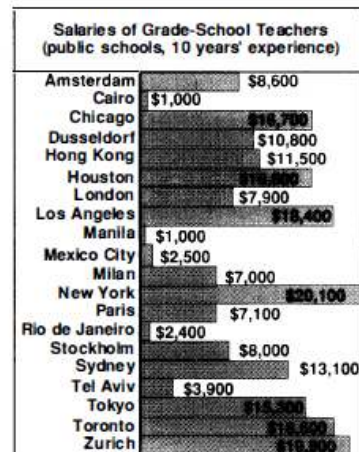 Salaries of Grade-School Teachers
(public schools, 10 years' experience)
Amsterdam $8,600
Cairo $1,000
Chicago $16,700
Dusseldorf $10,800
Hong Kong $11,500
Houston
London $7,900
Los Angeles $18,400
Manila $1,000
Mexico City $2,500
Milan $7,000
New York $20,100
Paris $7,100
Rio de Janeiro $2,400
Stockholm $8,000
Sydney $13,100
Tel Aviv $3,900
Tokyo $15,300
Toronto
Zurich